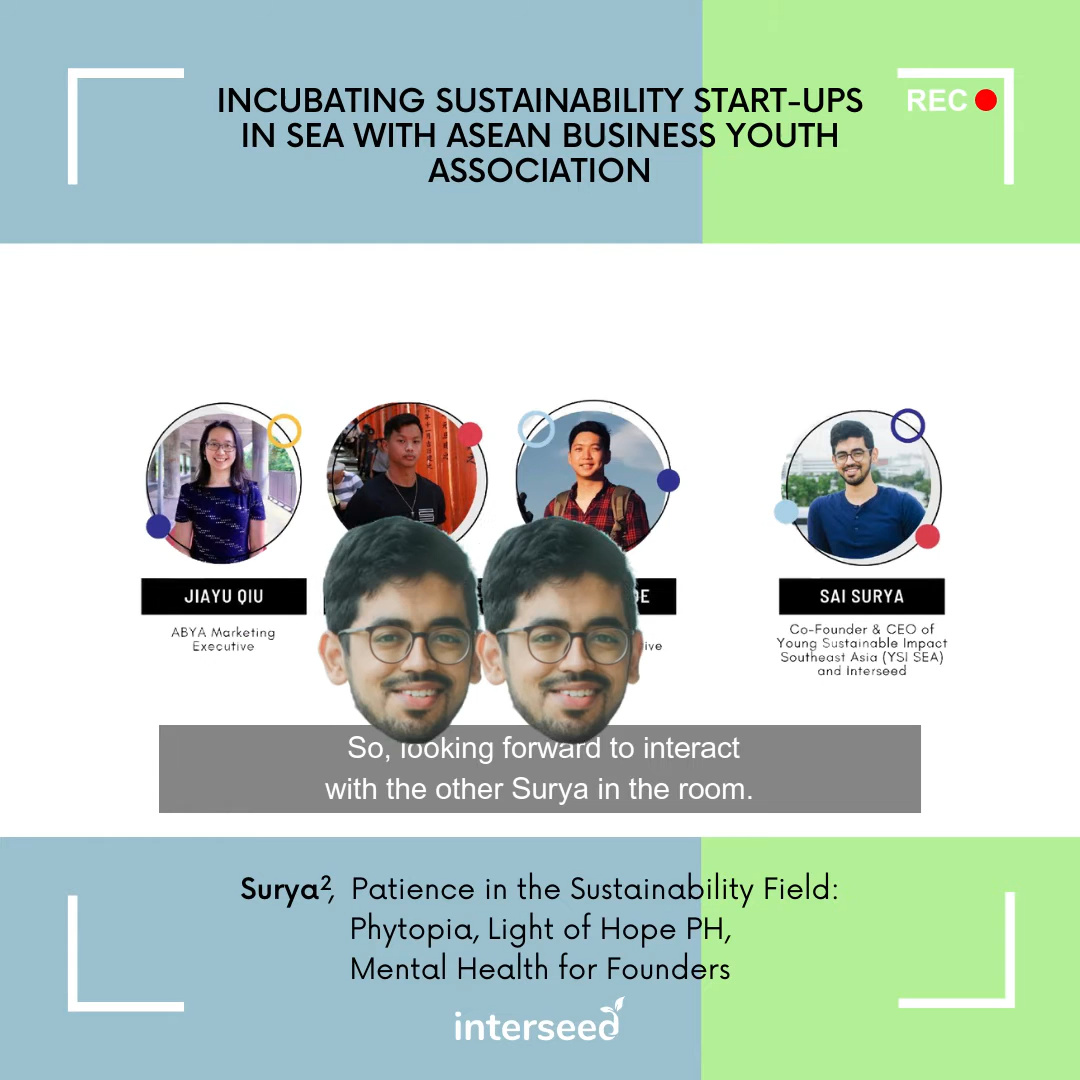 INCUBATING SUSTAINABILITY START-UPS
IN SEA WITH ASEAN BUSINESS YOUTH
ASSOCIATION
REC
JIAYU QIU
ABYA Marketing
Executive
SAI SURYA
Co-Founder & CEO of
Young Sustainable Impact
Southeast Asia (YSI SEA)
and Interseed
So, looking forward to interact
with the other Surya in the room.
Surya², Patience in the Sustainability Field:
Phytopia, Light of Hope PH,
Mental Health for Founders
interseed